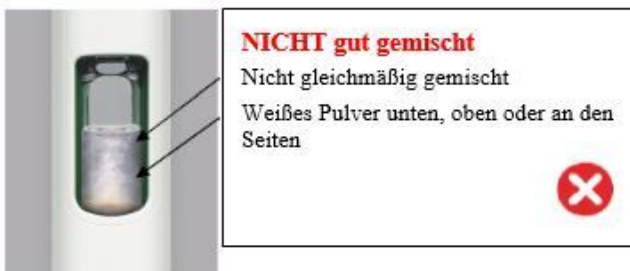 NICHT gut gemischt
Nicht gleichmäßig gemischt
Weißes Pulver unten, oben oder an den
Seiten